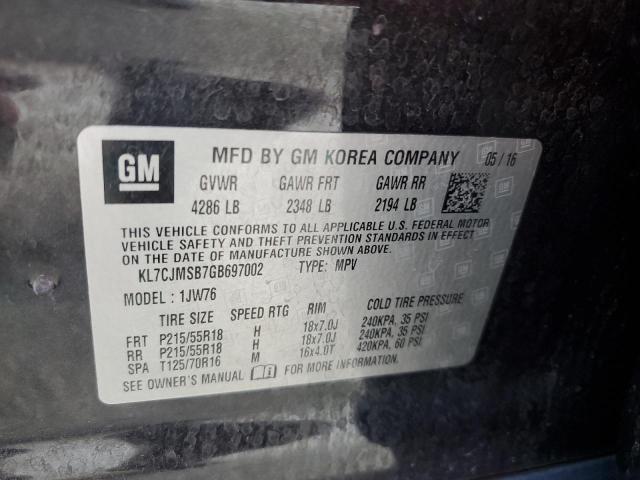 GM MFD BY GM KOREA COMPANY 05/16
GVWR GAWR FRT GAWR RR
4286 LB 2348 LB 2194 LB
THIS VEHICLE CONFORMS TO ALL APPLICABLE U.S. FEDERAL MOTOR
VEHICLE SAFETY AND THEFT PREVENTION STANDARDS IN EFFECT
ON THE DATE OF MANUFACTURE SHOWN ABOVE.
KL7CJMSB7GB697002 TYPE: MPV
MODEL: 1JW76
TIRE SIZE SPEED RTG RIM COLD TIRE PRESSURE
FRT P215/55R18 H 18x7.0J 240KPA, 35 PSI
RR P215/55R18 H 18x7.0J 240KPA, 35 PSI
SPA T125/70R16 M 16x4.0T 420KPA, 60 PSI
SEE OWNER'S MANUAL FOR MORE INFORMATION.